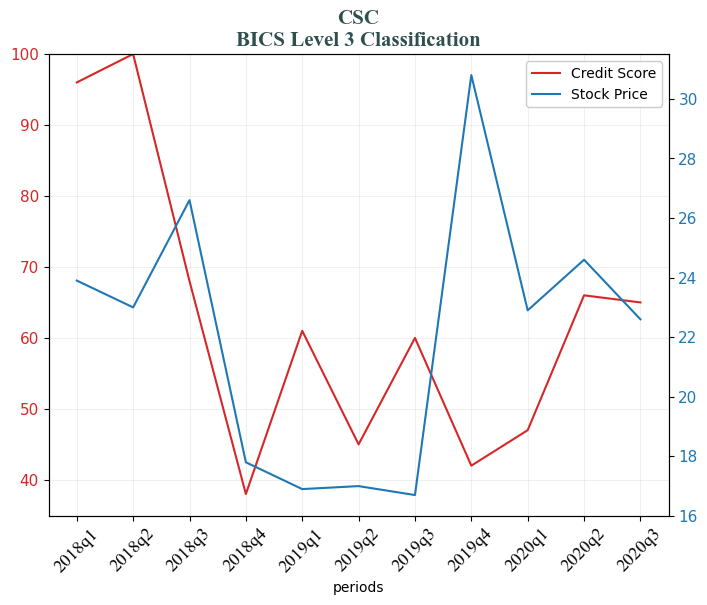 CSC
BICS Level 3 Classification
Credit Score
Stock Price
100
90
80
70
60
50
40
30
28
26
24
22
20
18
16
2018q1
2018q2
2018q3
2018q4
2019q1
2019q2
2019q3
2019q4
2020q1
2020q2
2020q3
periods